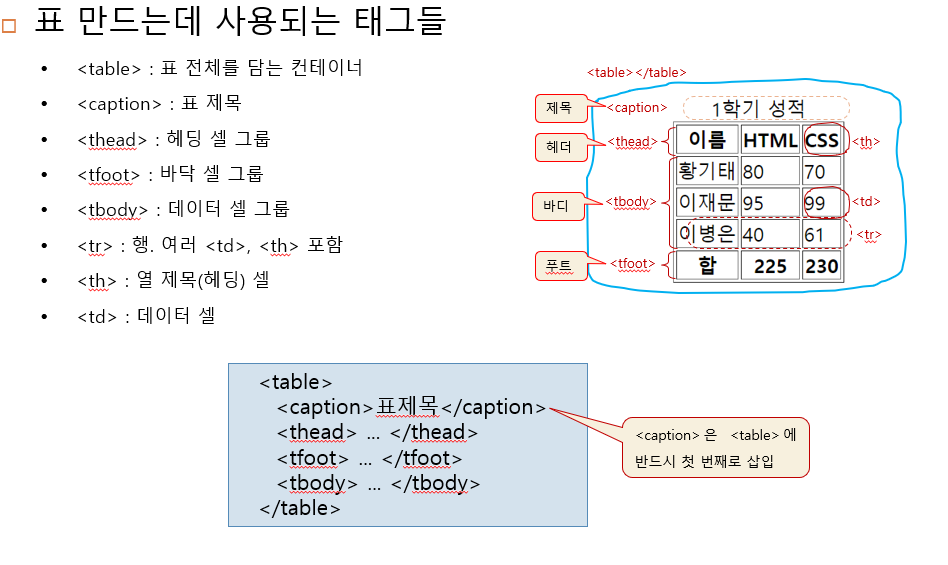 표 만드는데 사용되는 태그들
<table> : 표 전체를 담는 컨테이너
<caption> : 표 제목
<thead> : 헤딩 셀 그룹
<tfoot> : 바닥 셀 그룹
<tbody> : 데이터 셀 그룹
<tr> : 행. 여러 <td>, <th> 포함
<th> : 열 제목(헤딩) 셀
<td> : 데이터 셀
<table></table>
제목 <caption> 1학기 성적
헤더 <thead> 이름 HTML CSS <th>
황기태 80 70
바디 <tbody> 이재문 95 99 <td>
이병은 40 61 <tr>
푸트 <tfoot> 합 225 230
<table>
<caption>표제목</caption>
<thead> ... </thead>
<tfoot> ... </tfoot>
<tbody> ... </tbody>
</table>
<caption> 은 <table> 에
반드시 첫 번째로 삽입